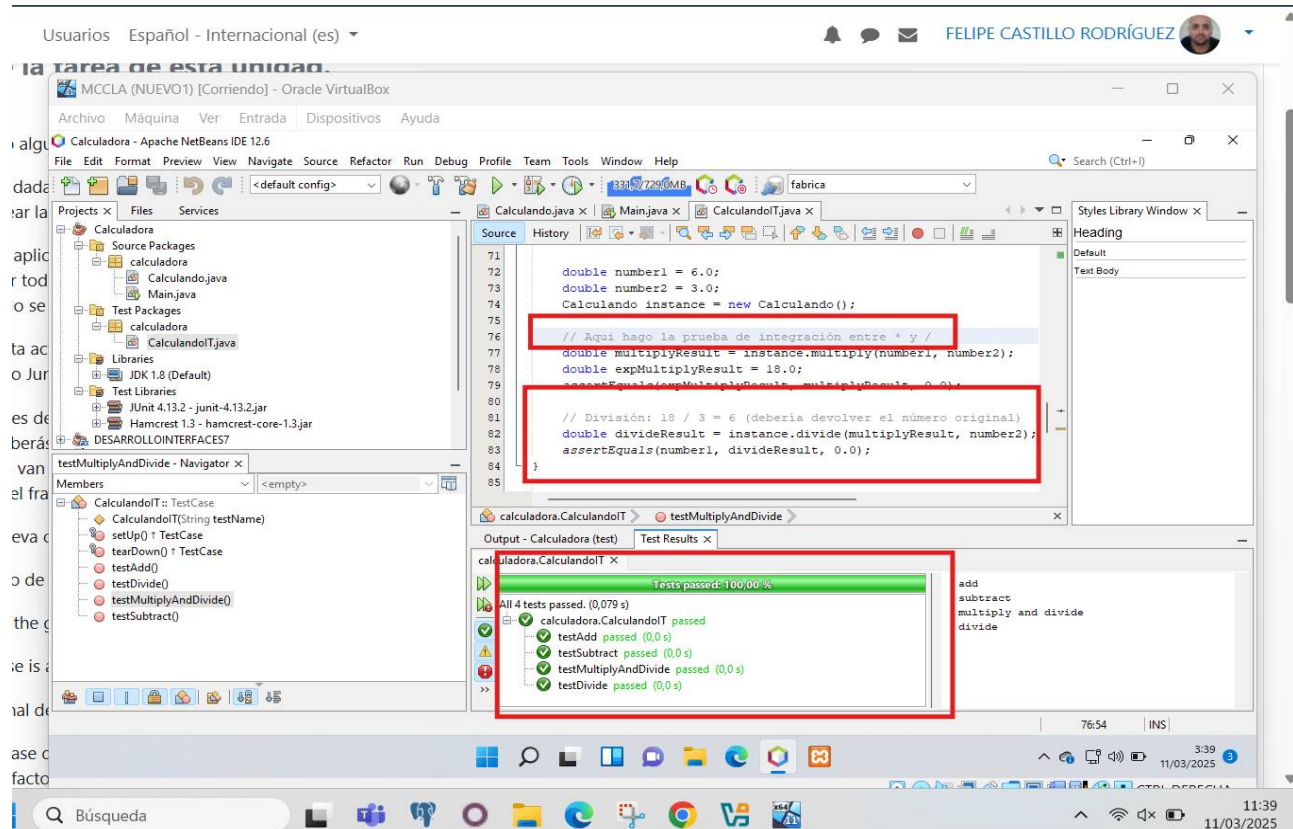 Usuarios Español - Internacional (es)
FELIPE CASTILLO RODRÍGUEZ
la tarea de esta unidad.
MCCLA (NUEVO1) [Corriendo] - Oracle VirtualBox
Archivo Máquina Ver Entrada Dispositivos Ayuda
Calculadora - Apache NetBeans IDE 12.6
File Edit Format Preview View Navigate Source Refactor Run Debug Profile Team Tools Window Help
Search (Ctrl+I)
<default config>
331,7/729,0MB
fabrica
Projects Files Services
Calculadora
Source Packages
calculadora
Calculando.java
Main.java
Test Packages
calculadora
CalculandoIT.java
Libraries
JDK 1.8 (Default)
Test Libraries
JUnit 4.13.2 - junit-4.13.2.jar
Hamcrest 1.3 - hamcrest-core-1.3.jar
DESARROLLOINTERFACES7
testMultiplyAndDivide - Navigator
Members <empty>
CalculandoIT :: TestCase
CalculandoIT(String testName)
setUp() ↑ TestCase
tearDown() ↑ TestCase
testAdd()
testDivide()
testMultiplyAndDivide()
testSubtract()
Calculando.java Main.java CalculandoIT.java
Source History
71
72 double number1 = 6.0;
73 double number2 = 3.0;
74 Calculando instance = new Calculando();
75
76 // Aqui hago la prueba de integración entre * y /
77 double multiplyResult = instance.multiply(number1, number2);
78 double expMultiplyResult = 18.0;
79 assertEquals(expMultiplyResult, multiplyResult, 0.0);
80
81 // División: 18 / 3 = 6 (debería devolver el número original)
82 double divideResult = instance.divide(multiplyResult, number2);
83 assertEquals(number1, divideResult, 0.0);
84 }
85
calculadora.CalculandoIT testMultiplyAndDivide
Styles Library Window
Heading
Default
Text Body
Output - Calculadora (test) Test Results
calculadora.CalculandoIT
Tests passed: 100,00 %
All 4 tests passed. (0,079 s)
calculadora.CalculandoIT passed
testAdd passed (0,0 s)
testSubtract passed (0,0 s)
testMultiplyAndDivide passed (0,0 s)
testDivide passed (0,0 s)
add
subtract
multiply and divide
divide
76:54 INS
3:39
11/03/2025
3
Búsqueda
11:39
11/03/2025